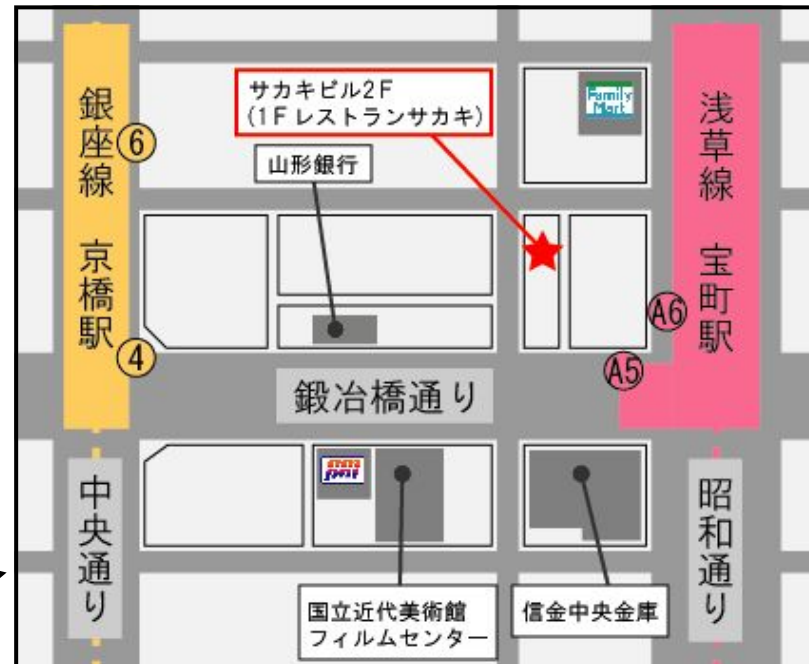 銀座線 京橋駅
6
4
サカキビル2F
(1Fレストランサカキ)
山形銀行
Family
Mart
浅草線 宝町駅
A6
A5
鍛冶橋通り
中央通り
昭和通り
国立近代美術館
フィルムセンター
信金中央金庫